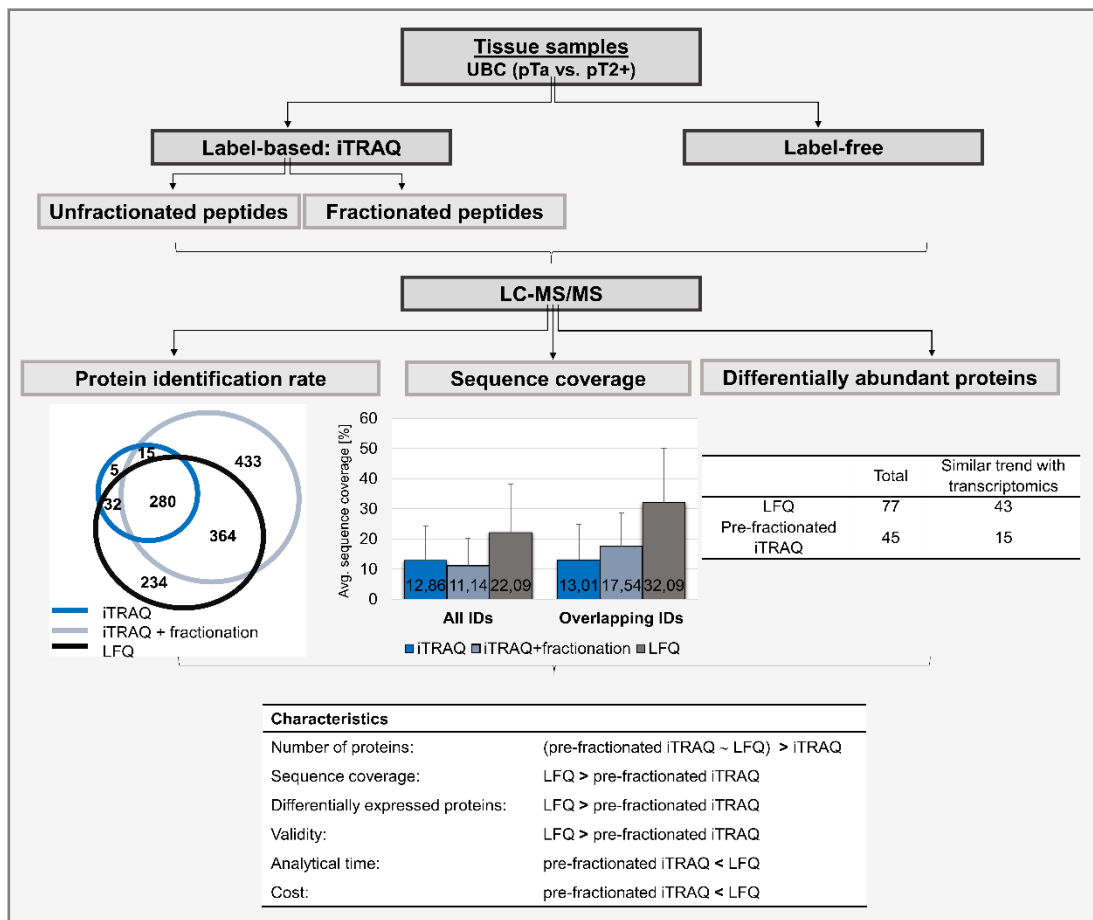 Tissue samples
UBC (pTa vs. pT2+)
Label-based: iTRAQ
Label-free
Unfractionated peptides
Fractionated peptides
LC-MS/MS
Protein identification rate
Sequence coverage
Differentially abundant proteins
15
5
433
32
280
364
234
iTRAQ
iTRAQ + fractionation
LFQ
Avg. sequence coverage [%]
60
50
40
30
20
10
0
12,86 11,14 22,09 13,01 17,54 32,09
All IDs Overlapping IDs
iTRAQ iTRAQ+fractionation LFQ
Total Similar trend with
transcriptomics
LFQ 77 43
Pre-fractionated
iTRAQ 45 15
Characteristics
Number of proteins: (pre-fractionated iTRAQ ~ LFQ) > iTRAQ
Sequence coverage: LFQ > pre-fractionated iTRAQ
Differentially expressed proteins: LFQ > pre-fractionated iTRAQ
Validity: LFQ > pre-fractionated iTRAQ
Analytical time: pre-fractionated iTRAQ < LFQ
Cost: pre-fractionated iTRAQ < LFQ